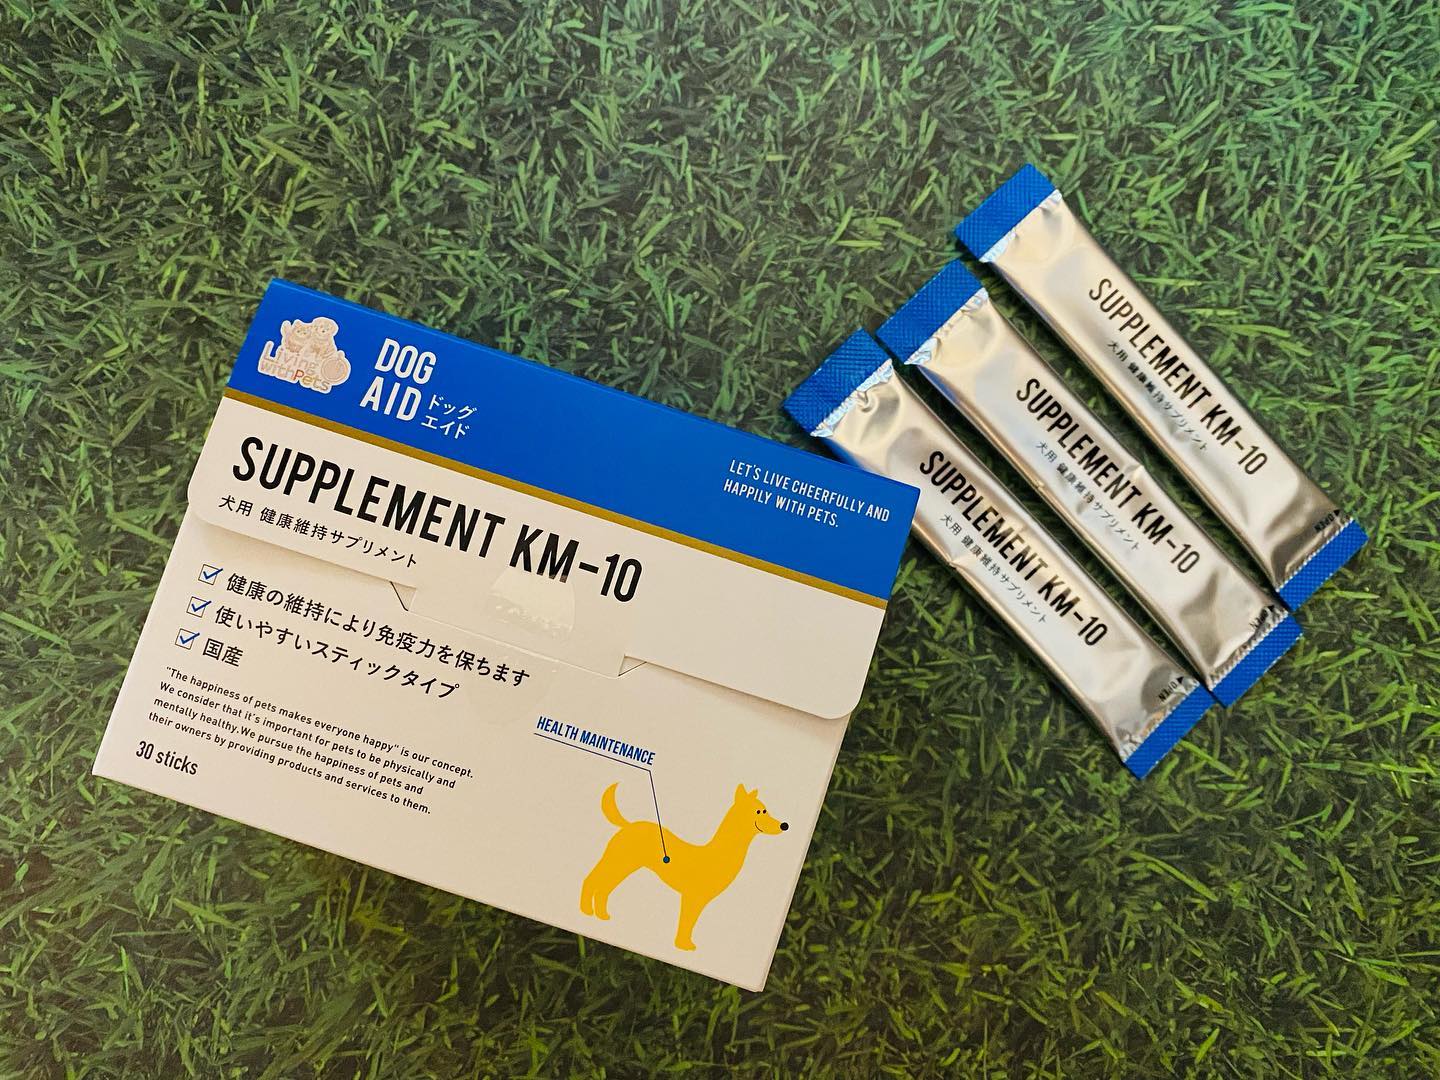 Living
withPets
DOG
AID
ドッグ
エイド
LET'S LIVE CHEERFULLY AND
HAPPILY WITH PETS.
SUPPLEMENT KM-10
犬用 健康維持サプリメント
健康の維持により免疫力を保ちます
使いやすいスティックタイプ
国産
"The happiness of pets makes everyone happy" is our concept.
We consider that it's important for pets to be physically and
mentally healthy.We pursue the happiness of pets and
their owners by providing products and services to them.
30 sticks
HEALTH MAINTENANCE
SUPPLEMENT KM-10
犬用 健康維持サプリメント
OPEN
SUPPLEMENT KM-10
犬用 健康維持サプリメント
SUPPLEMENT KM-10
犬用 健康維持サプリメント
OPEN